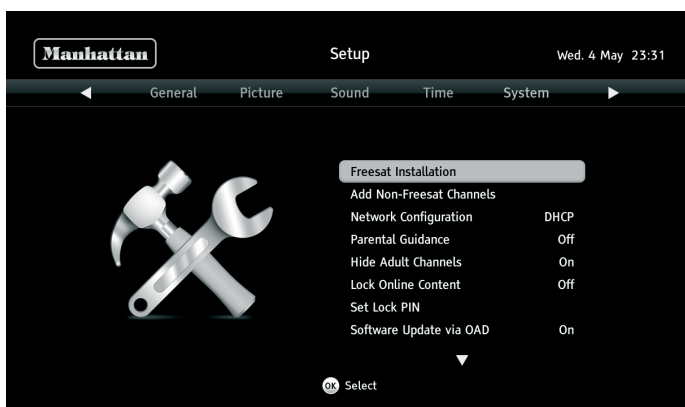 Manhattan Setup Wed. 4 May 23:31
General Picture Sound Time System
Freesat Installation
Add Non-Freesat Channels
Network Configuration DHCP
Parental Guidance Off
Hide Adult Channels On
Lock Online Content Off
Set Lock PIN
Software Update via OAD On
OK Select